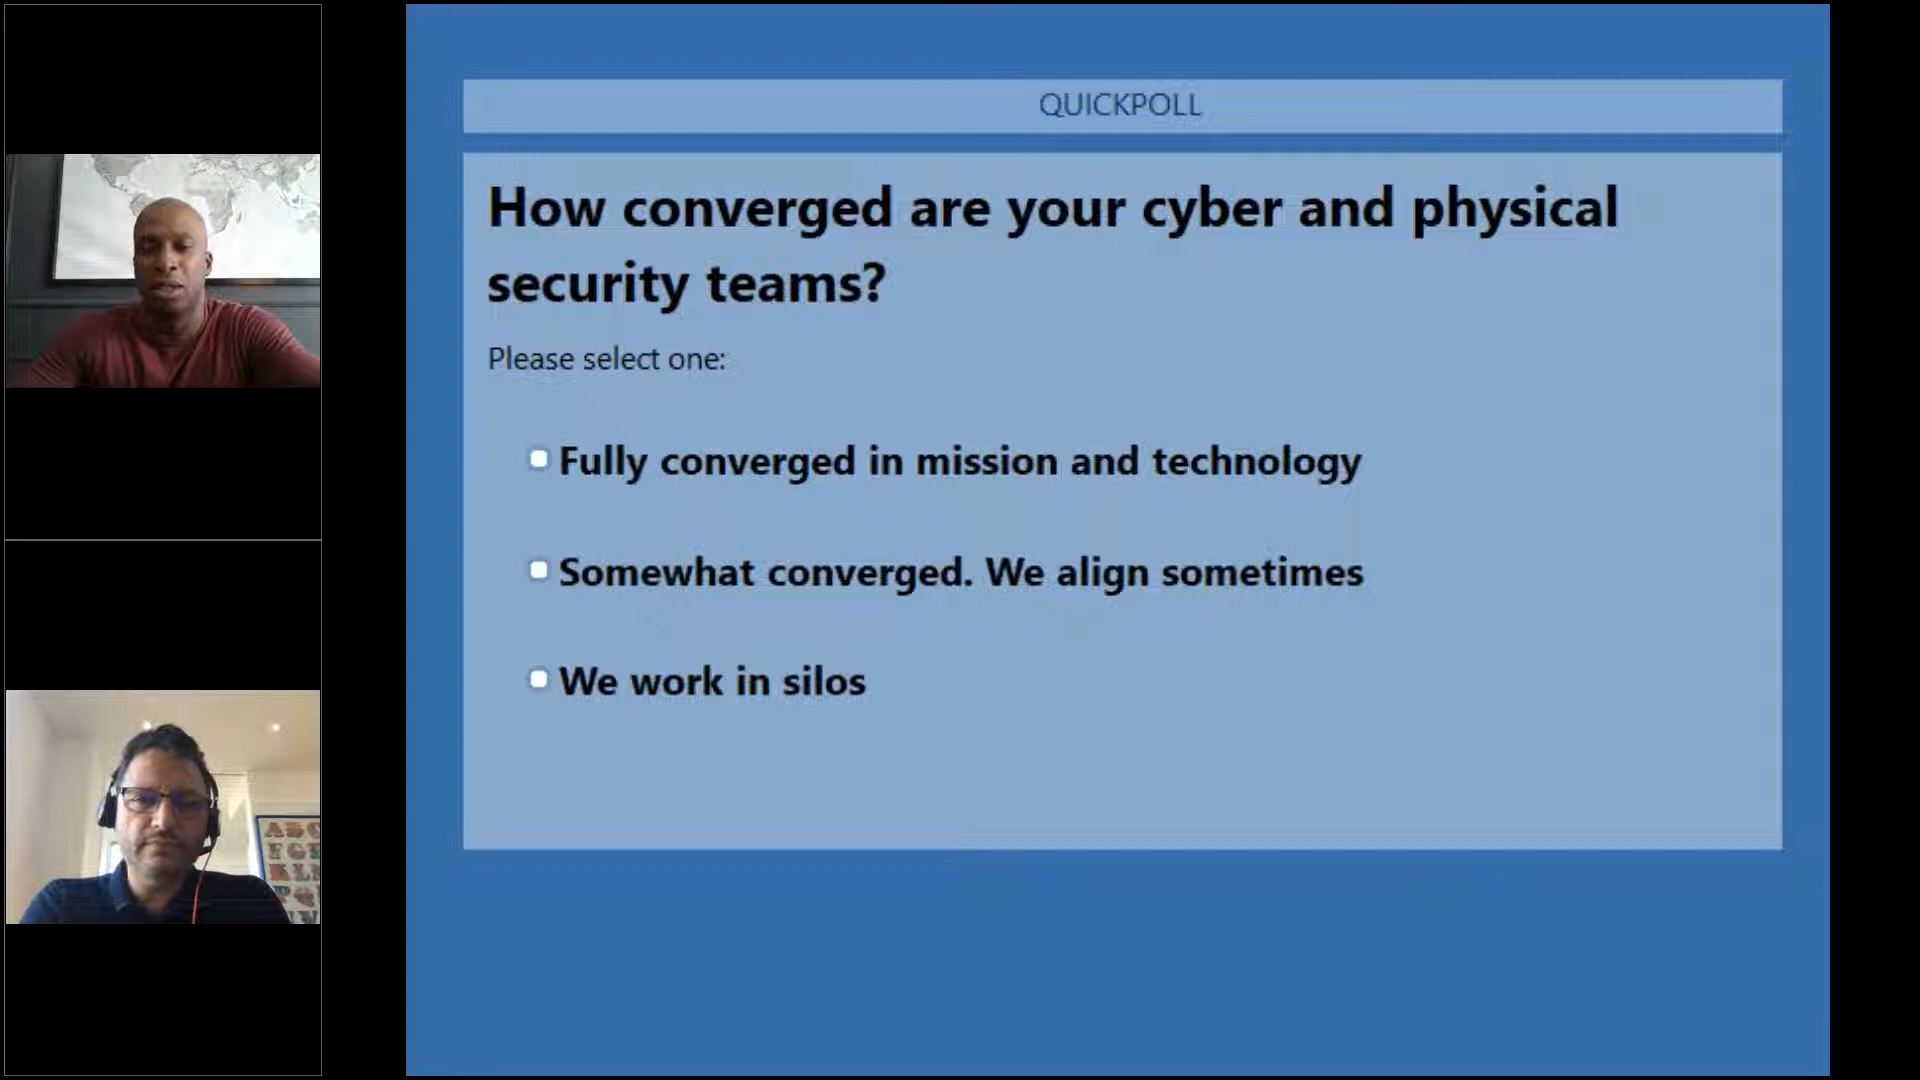 QUICKPOLL
How converged are your cyber and physical
security teams?
Please select one:
Fully converged in mission and technology
Somewhat converged. We align sometimes
We work in silos